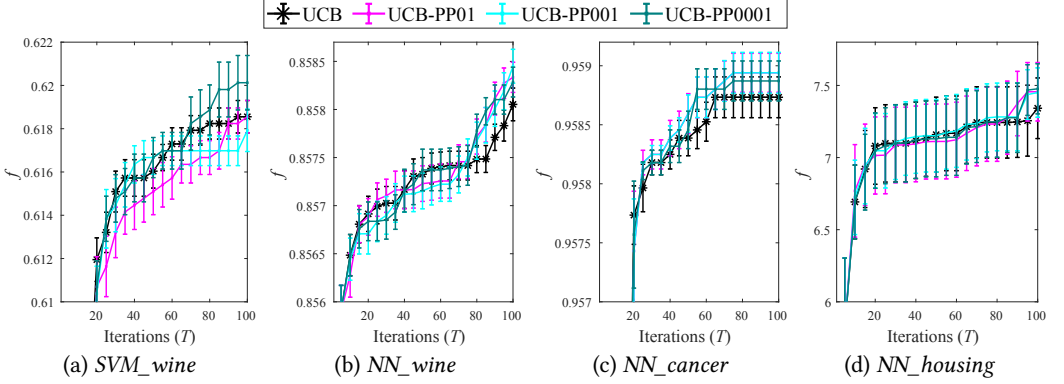 UCB UCB-PP01 UCB-PP001 UCB-PP0001
0.622
0.62
0.618
0.616
0.614
0.612
0.61
f
20 40 60 80 100
Iterations (T)
(a) SVM_wine
0.8585
0.858
0.8575
0.857
0.8565
0.856
f
20 40 60 80 100
Iterations (T)
(b) NN_wine
0.959
0.9585
0.958
0.9575
0.957
f
20 40 60 80 100
Iterations (T)
(c) NN_cancer
7.5
7
6.5
6
f
20 40 60 80 100
Iterations (T)
(d) NN_housing